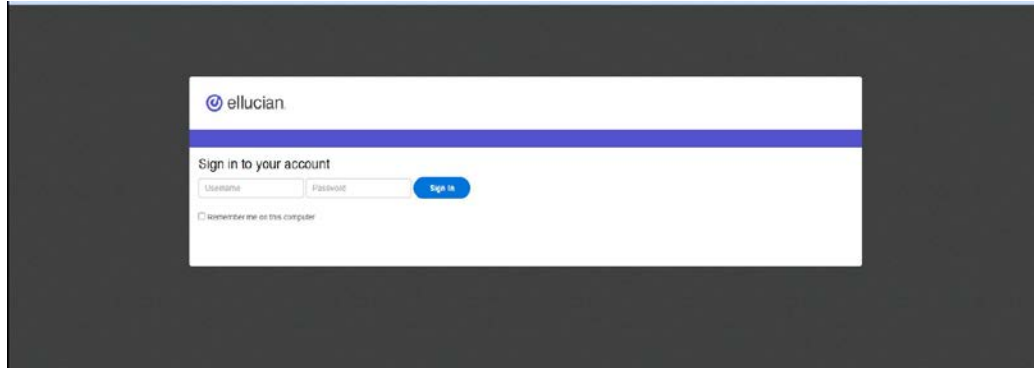 ellucian.
Sign in to your account
Username Password Sign In
Remember me on this computer